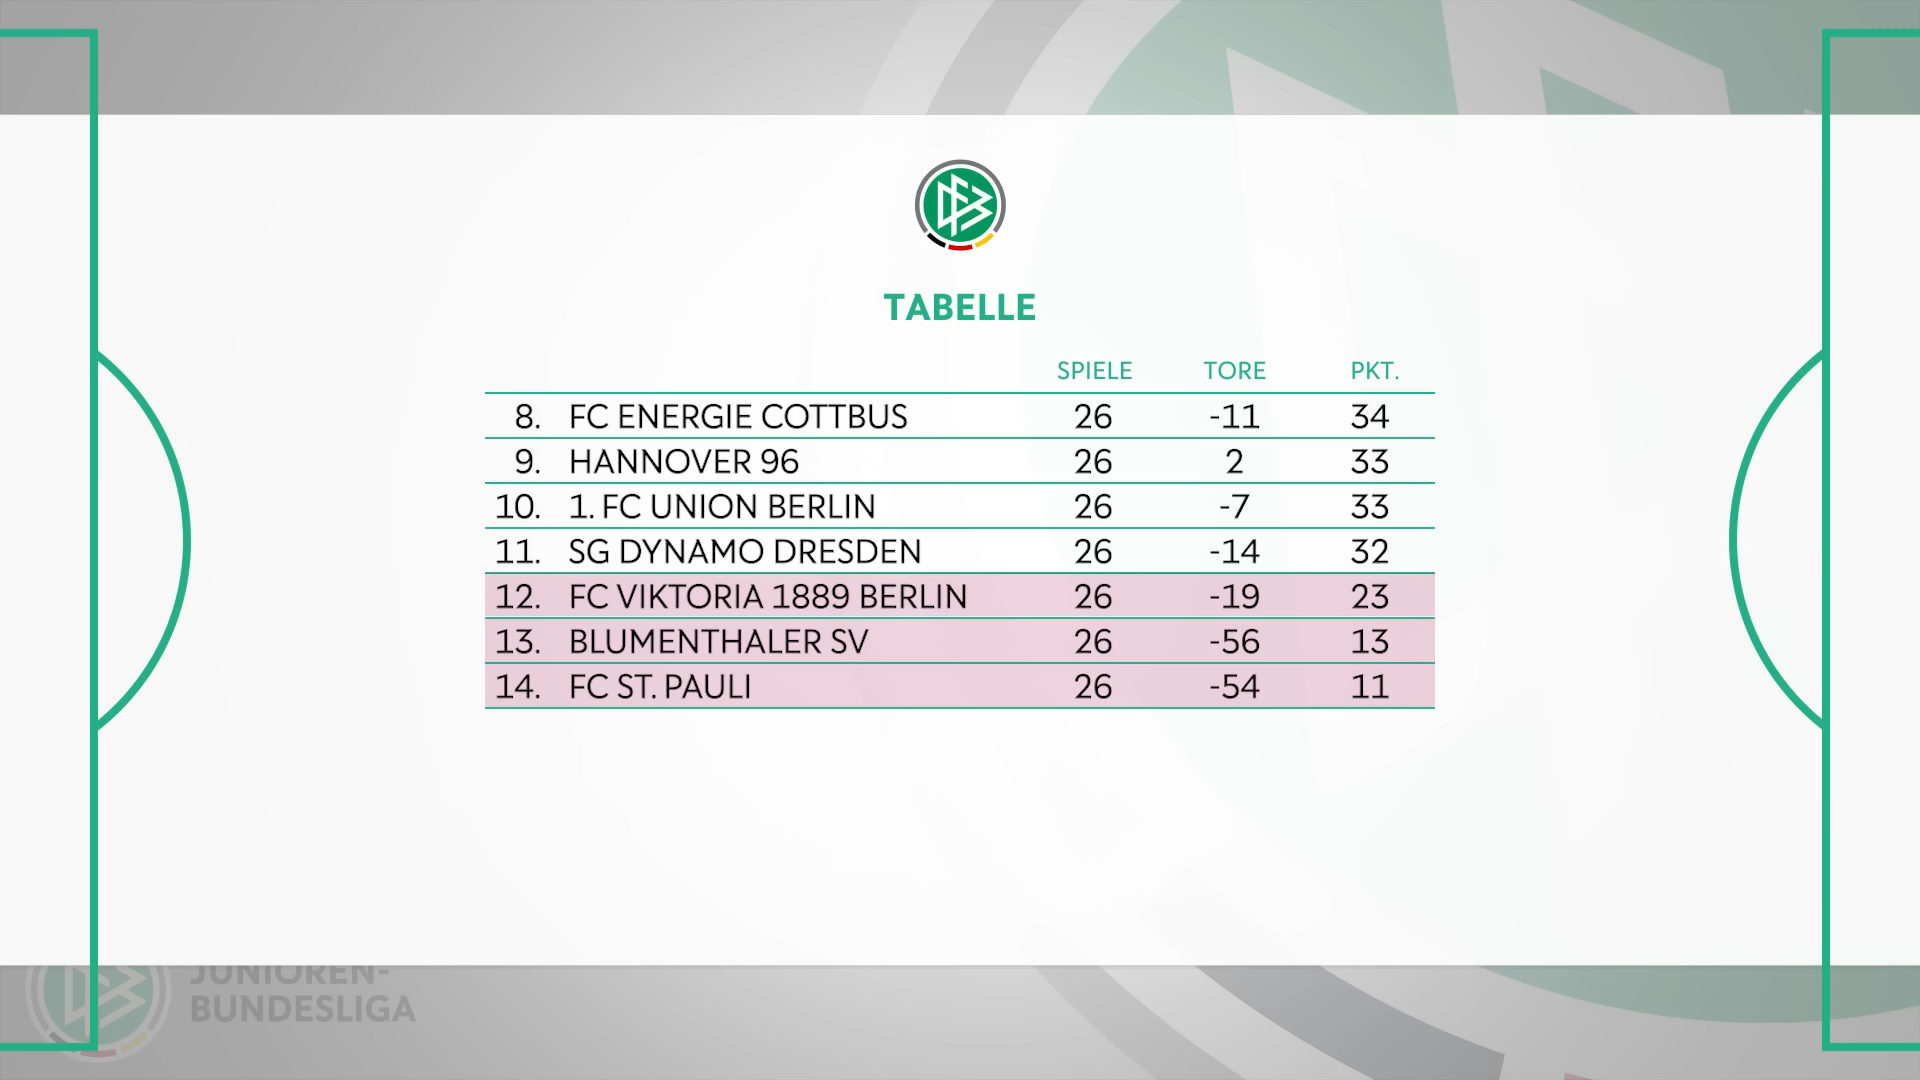 DFB
TABELLE
SPIELE TORE PKT.
8. FC ENERGIE COTTBUS 26 -11 34
9. HANNOVER 96 26 2 33
10. 1. FC UNION BERLIN 26 -7 33
11. SG DYNAMO DRESDEN 26 -14 32
12. FC VIKTORIA 1889 BERLIN 26 -19 23
13. BLUMENTHALER SV 26 -56 13
14. FC ST. PAULI 26 -54 11
DFB JUNIOREN-
BUNDESLIGA